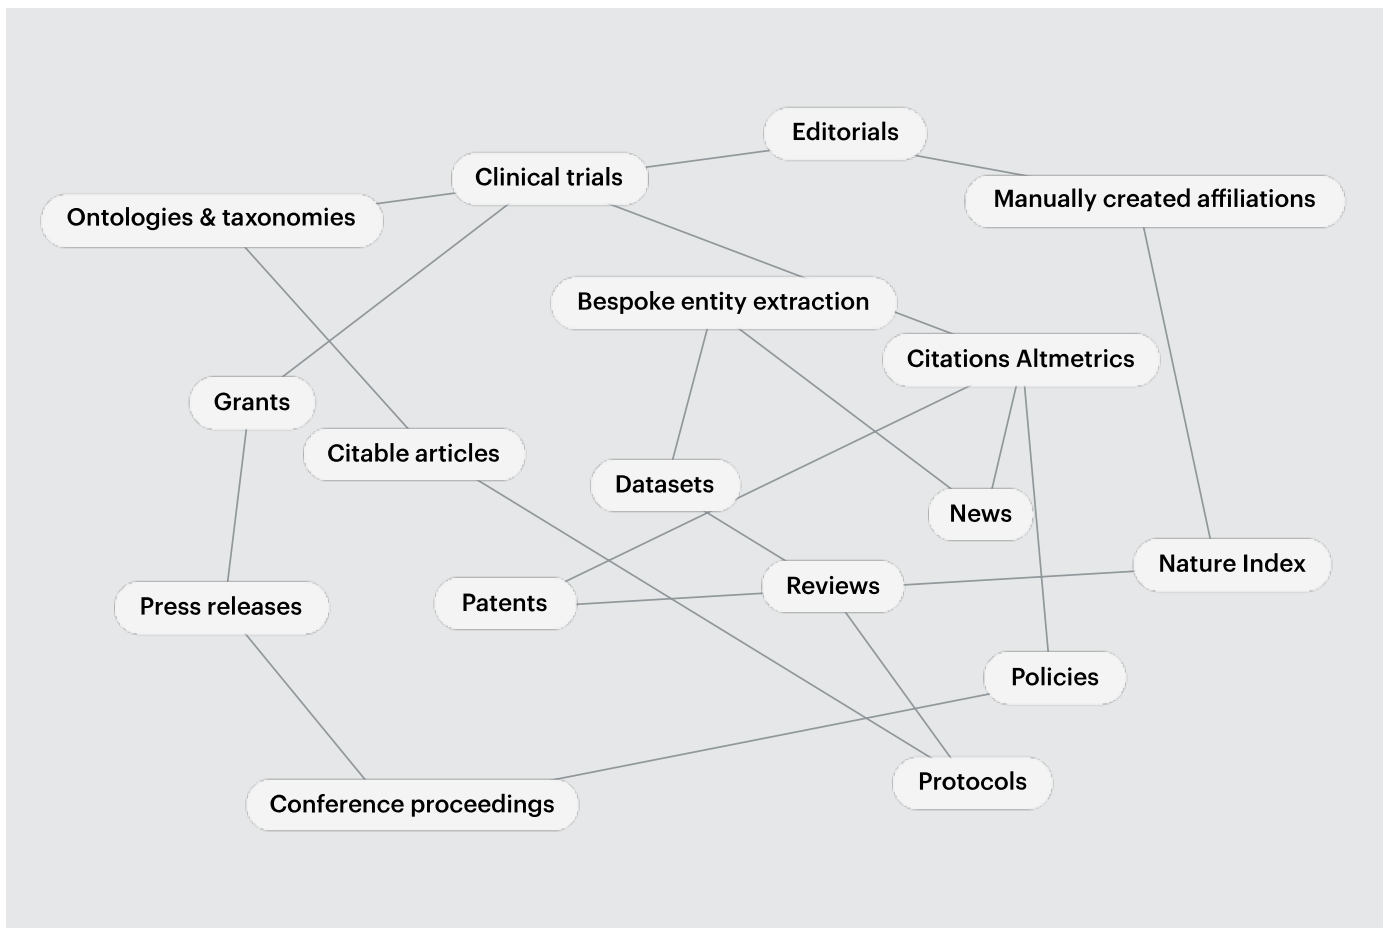 Editorials
Clinical trials
Manually created affiliations
Ontologies & taxonomies
Bespoke entity extraction
Citations Altmetrics
Grants
Citable articles
Datasets
News
Nature Index
Reviews
Patents
Press releases
Policies
Protocols
Conference proceedings